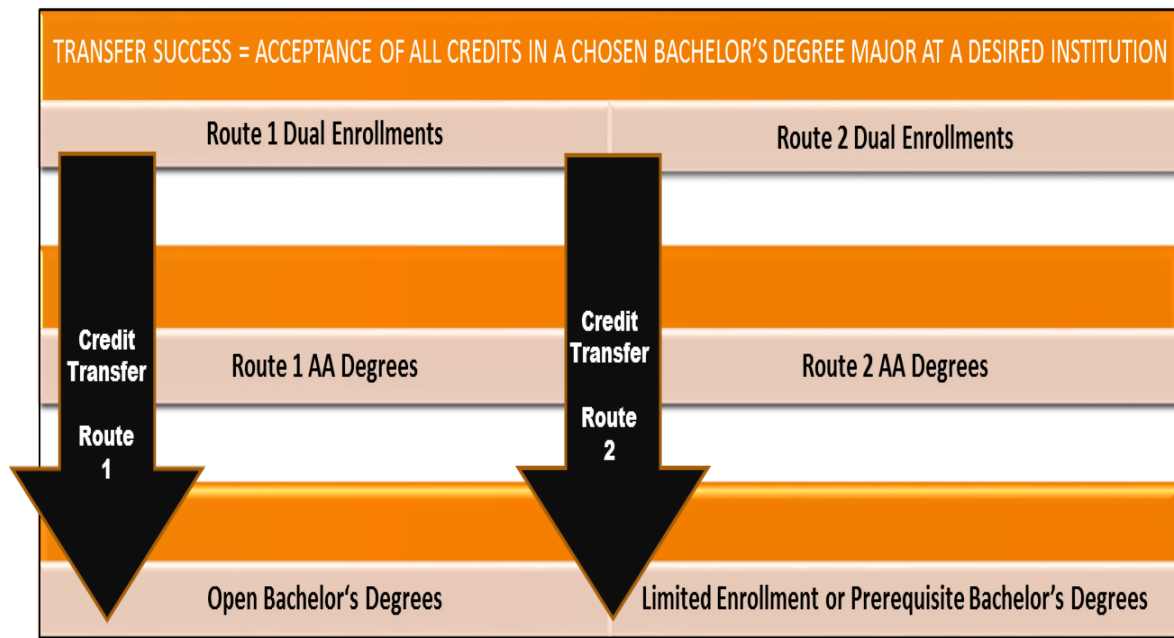 TRANSFER SUCCESS = ACCEPTANCE OF ALL CREDITS IN A CHOSEN BACHELOR'S DEGREE MAJOR AT A DESIRED INSTITUTION
Route 1 Dual Enrollments
Route 2 Dual Enrollments
Credit
Transfer
Route
1
Route 1 AA Degrees
Credit
Transfer
Route
2
Route 2 AA Degrees
Open Bachelor‘s Degrees
Limited Enrollment or Prerequisite Bachelor’s Degrees